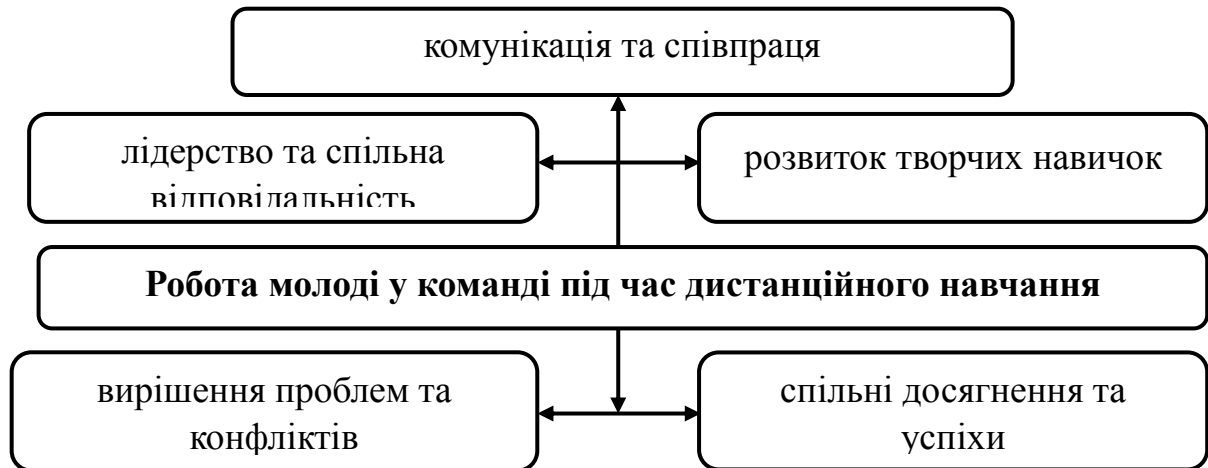 комунікація та співпраця
лідерство та спільна
відповідальність
розвиток творчих навичок
Робота молоді у команді під час дистанційного навчання
вирішення проблем та
конфліктів
спільні досягнення та
успіхи